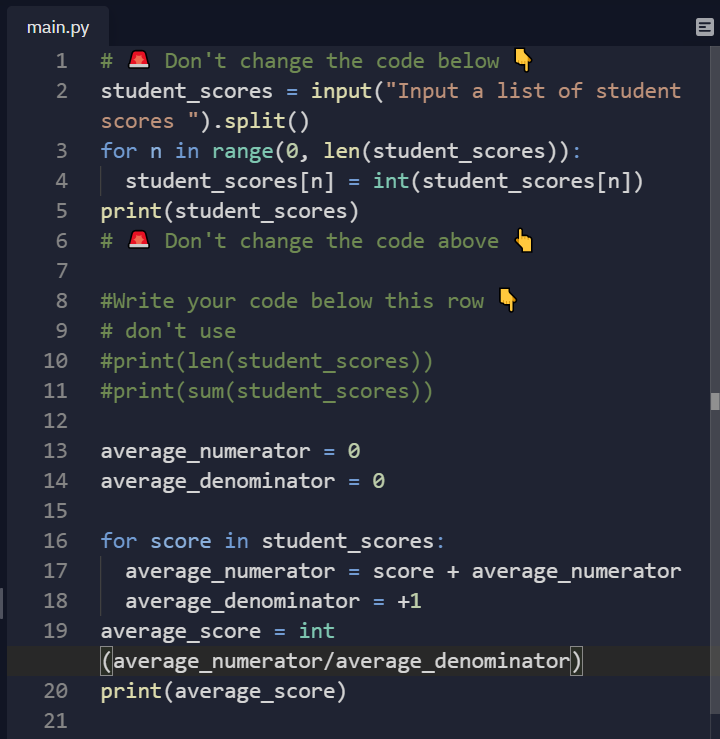 main.py
1 # 🚨 Don't change the code below 👇
2 student_scores = input("Input a list of student
scores ").split()
3 for n in range(0, len(student_scores)):
4   student_scores[n] = int(student_scores[n])
5 print(student_scores)
6 # 🚨 Don't change the code above 👆
7
8 #Write your code below this row 👇
9 # don't use
10 #print(len(student_scores))
11 #print(sum(student_scores))
12
13 average_numerator = 0
14 average_denominator = 0
15
16 for score in student_scores:
17   average_numerator = score + average_numerator
18   average_denominator = +1
19 average_score = int
(average_numerator/average_denominator)
20 print(average_score)
21